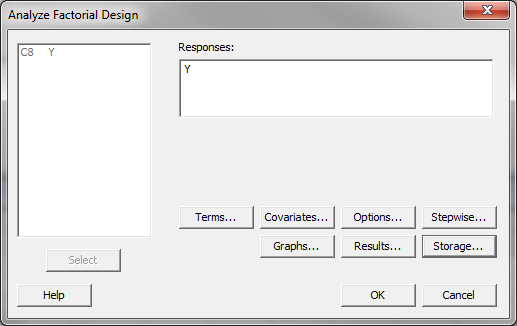 Analyze Factorial Design
C8 Y
Responses:
Y
Terms... Covariates... Options... Stepwise...
Graphs... Results... Storage...
Select
Help OK Cancel